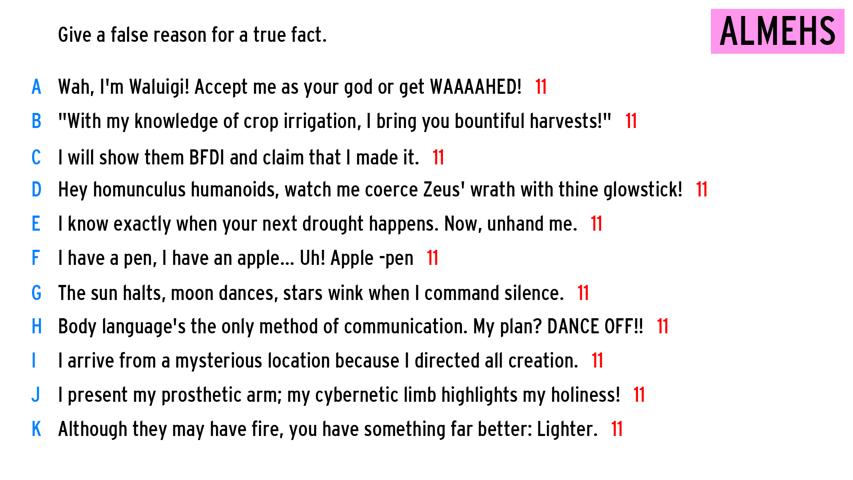 Give a false reason for a true fact.
ALMEHS
A Wah, I'm Waluigi! Accept me as your god or get WAAAAHED! 11
B "With my knowledge of crop irrigation, I bring you bountiful harvests!" 11
C I will show them BFDI and claim that I made it. 11
D Hey homunculus humanoids, watch me coerce Zeus' wrath with thine glowstick! 11
E I know exactly when your next drought happens. Now, unhand me. 11
F I have a pen, I have an apple... Uh! Apple -pen 11
G The sun halts, moon dances, stars wink when I command silence. 11
H Body language's the only method of communication. My plan? DANCE OFF!! 11
I I arrive from a mysterious location because I directed all creation. 11
J I present my prosthetic arm; my cybernetic limb highlights my holiness! 11
K Although they may have fire, you have something far better: Lighter. 11